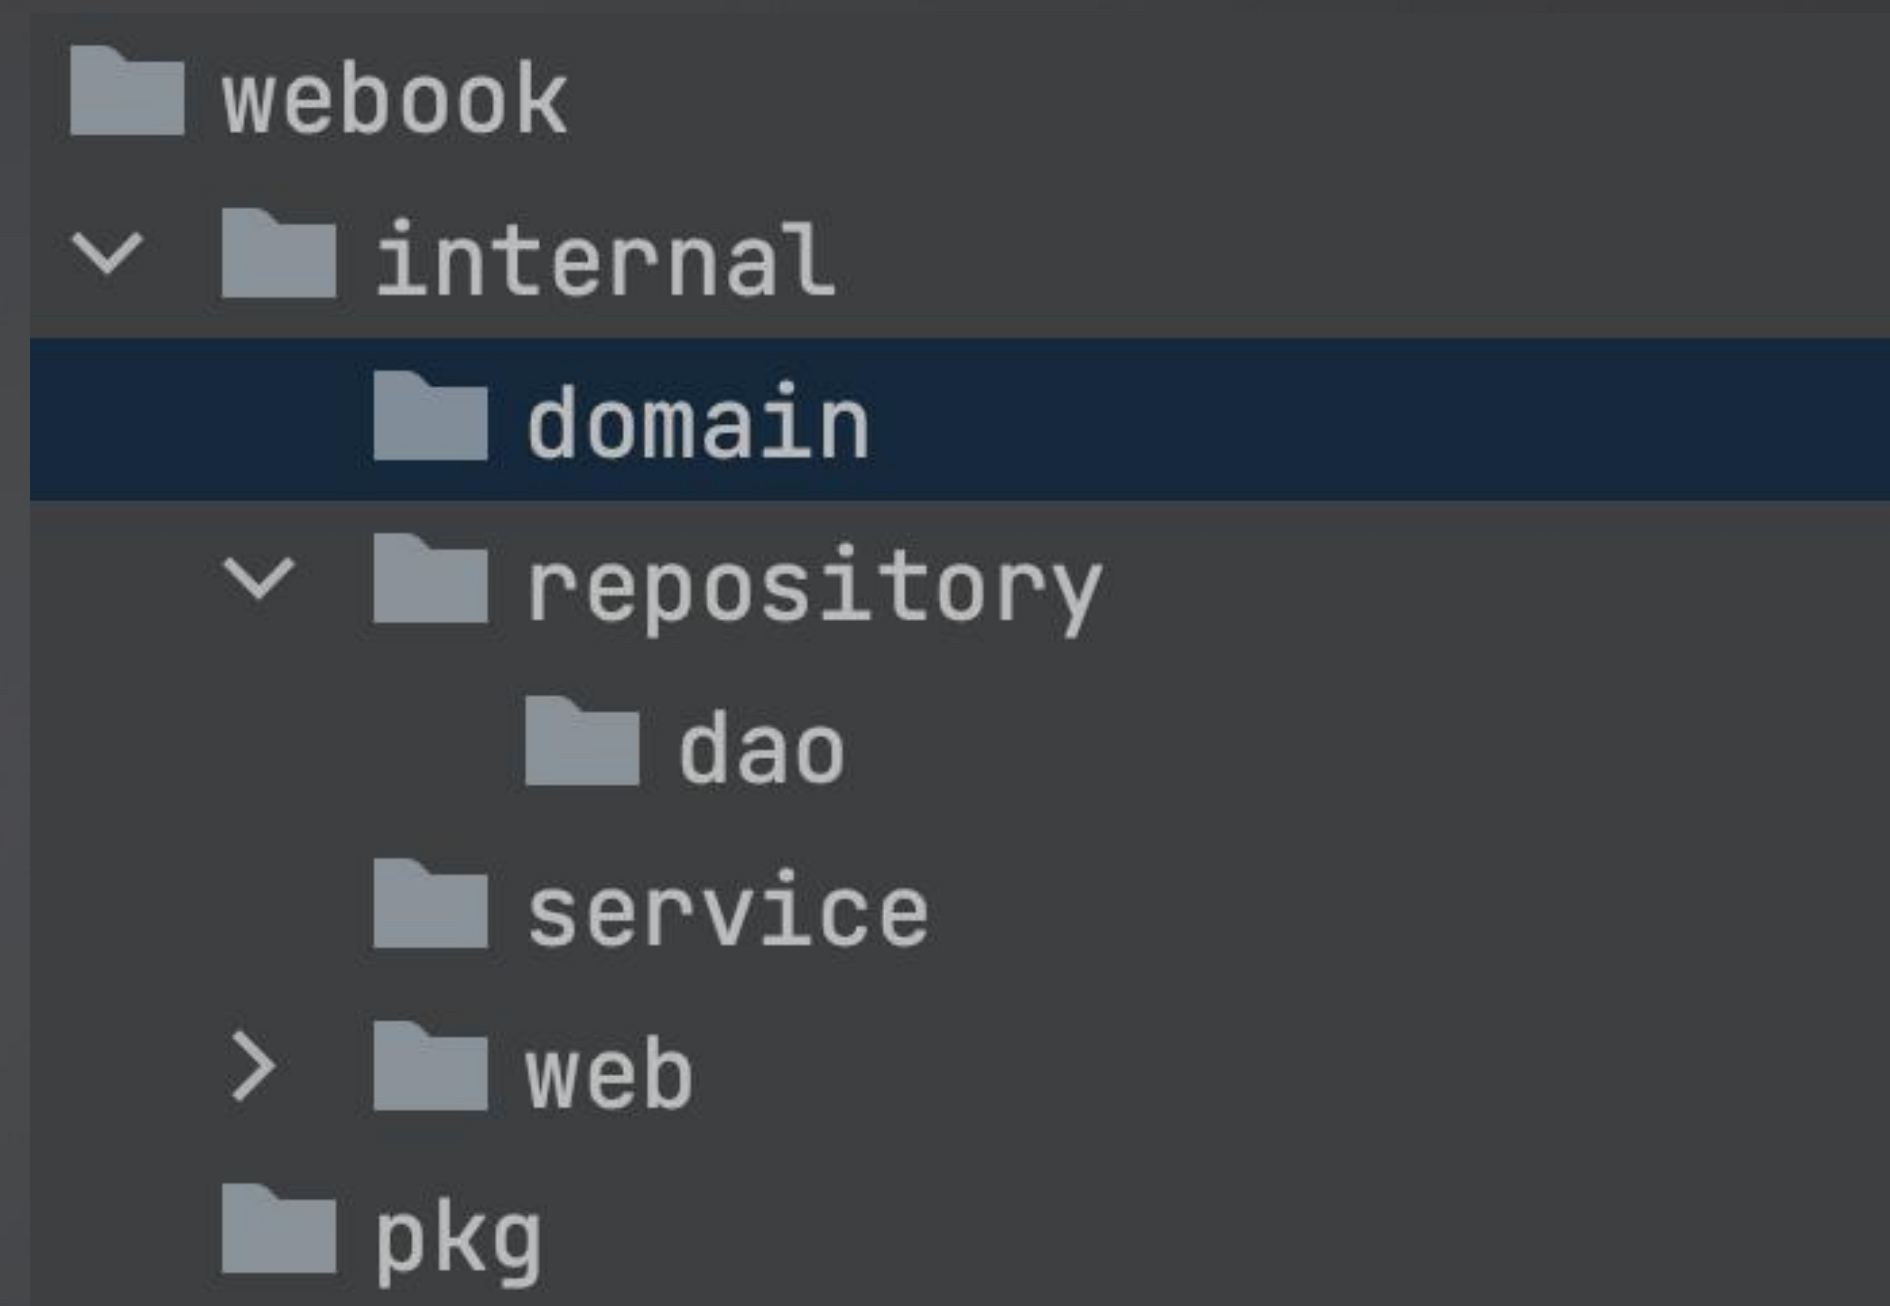 webook
internal
domain
repository
dao
service
web
pkg